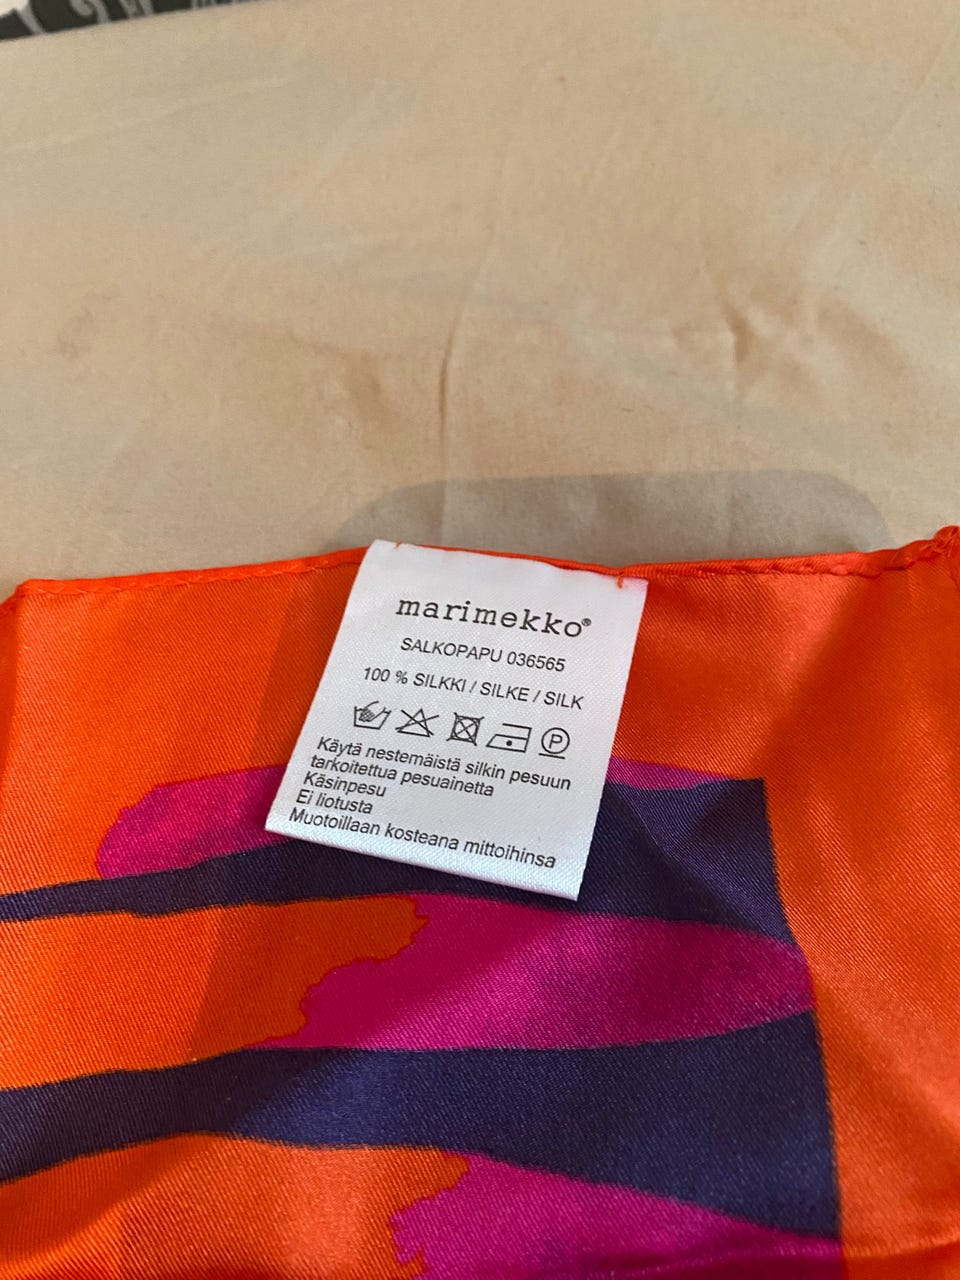 marimekko®
SALKOPAPU 036565
100 % SILKKI / SILKE / SILK
P
Käytä nestemäistä silkin pesuun
tarkoitettua pesuainetta
Käsinpesu
Ei liotusta
Muotoillaan kosteana mittoihinsa